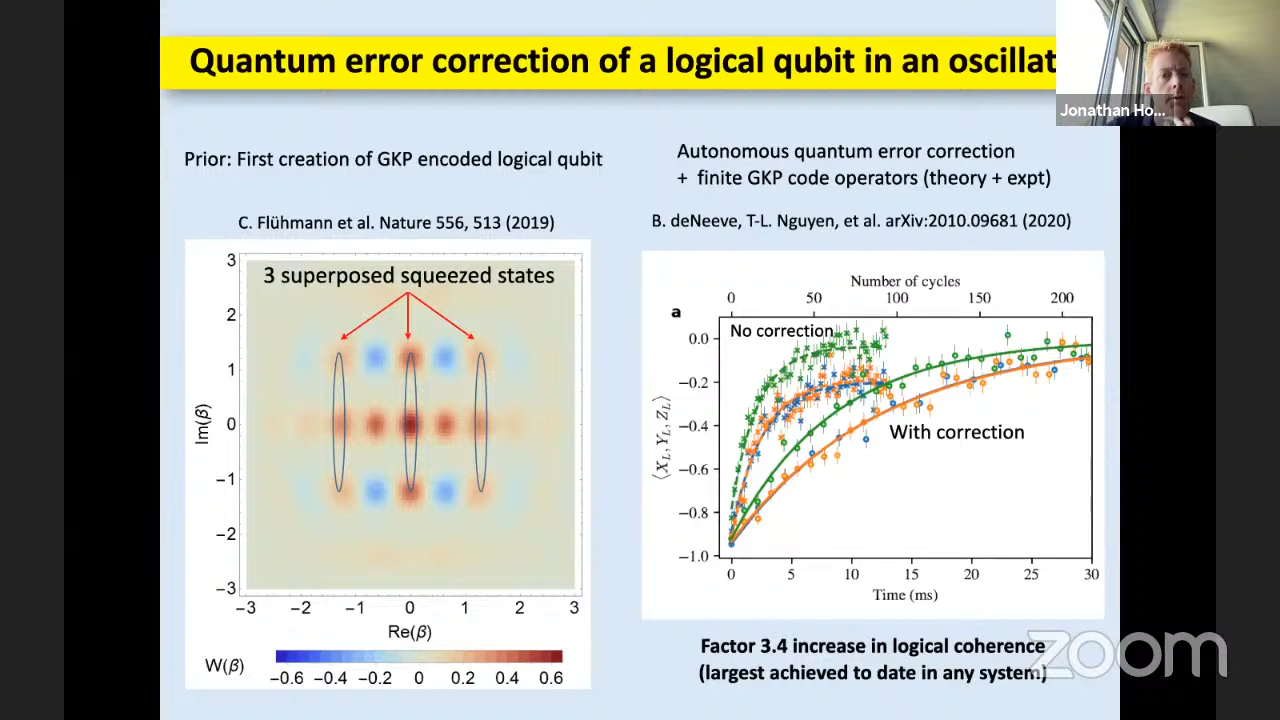 Quantum error correction of a logical qubit in an oscillat
Jonathan Ho...
Prior: First creation of GKP encoded logical qubit
C. Flühmann et al. Nature 556, 513 (2019)
3 superposed squeezed states
3
2
1
0
−1
−2
−3
Im(β)
−3 −2 −1 0 1 2 3
Re(β)
W(β)
−0.6 −0.4 −0.2 0 0.2 0.4 0.6
Autonomous quantum error correction
+ finite GKP code operators (theory + expt)
B. deNeeve, T-L. Nguyen, et al. arXiv:2010.09681 (2020)
Number of cycles
0 50 100 150 200
a
No correction
With correction
0.0
−0.2
−0.4
−0.6
−0.8
−1.0
⟨X_L, Y_L, Z_L⟩
0 5 10 15 20 25 30
Time (ms)
Factor 3.4 increase in logical coherence
(largest achieved to date in any system)
zoom